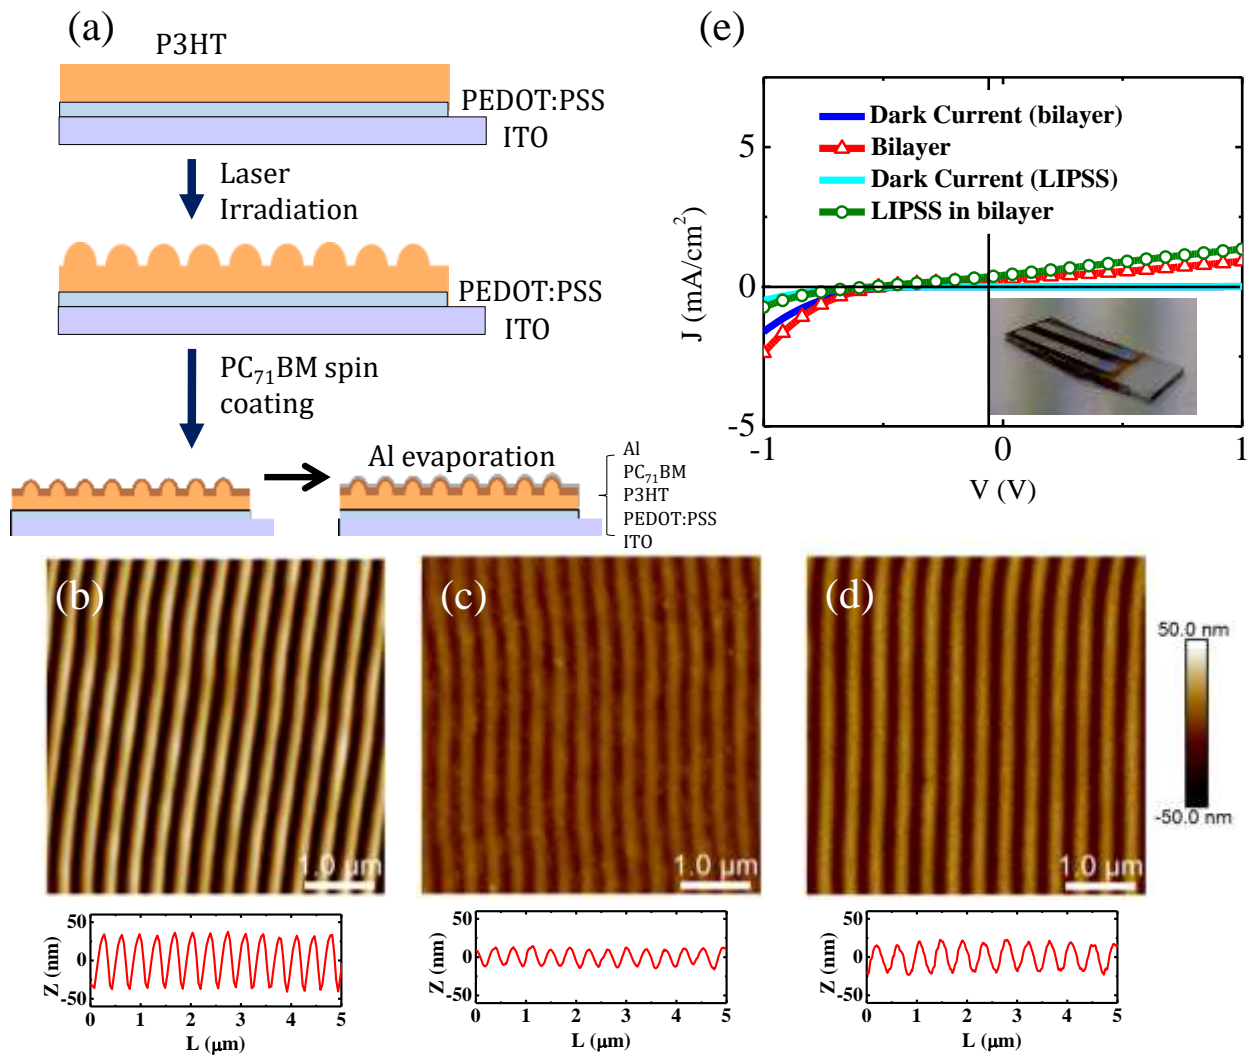 (a)
P3HT
PEDOT:PSS
ITO
Laser
Irradiation
PEDOT:PSS
ITO
PC₇₁BM spin
coating
Al evaporation
Al
PC₇₁BM
P3HT
PEDOT:PSS
ITO
(e)
Dark Current (bilayer)
Bilayer
Dark Current (LIPSS)
LIPSS in bilayer
5
0
-5
J (mA/cm²)
-1
0
1
V (V)
(b)
1.0 μm
(c)
1.0 μm
(d)
1.0 μm
50.0 nm
-50.0 nm
50
0
-50
Z (nm)
0 1 2 3 4 5
L (μm)
50
0
-50
Z (nm)
0 1 2 3 4 5
L (μm)
50
0
-50
Z (nm)
0 1 2 3 4 5
L (μm)